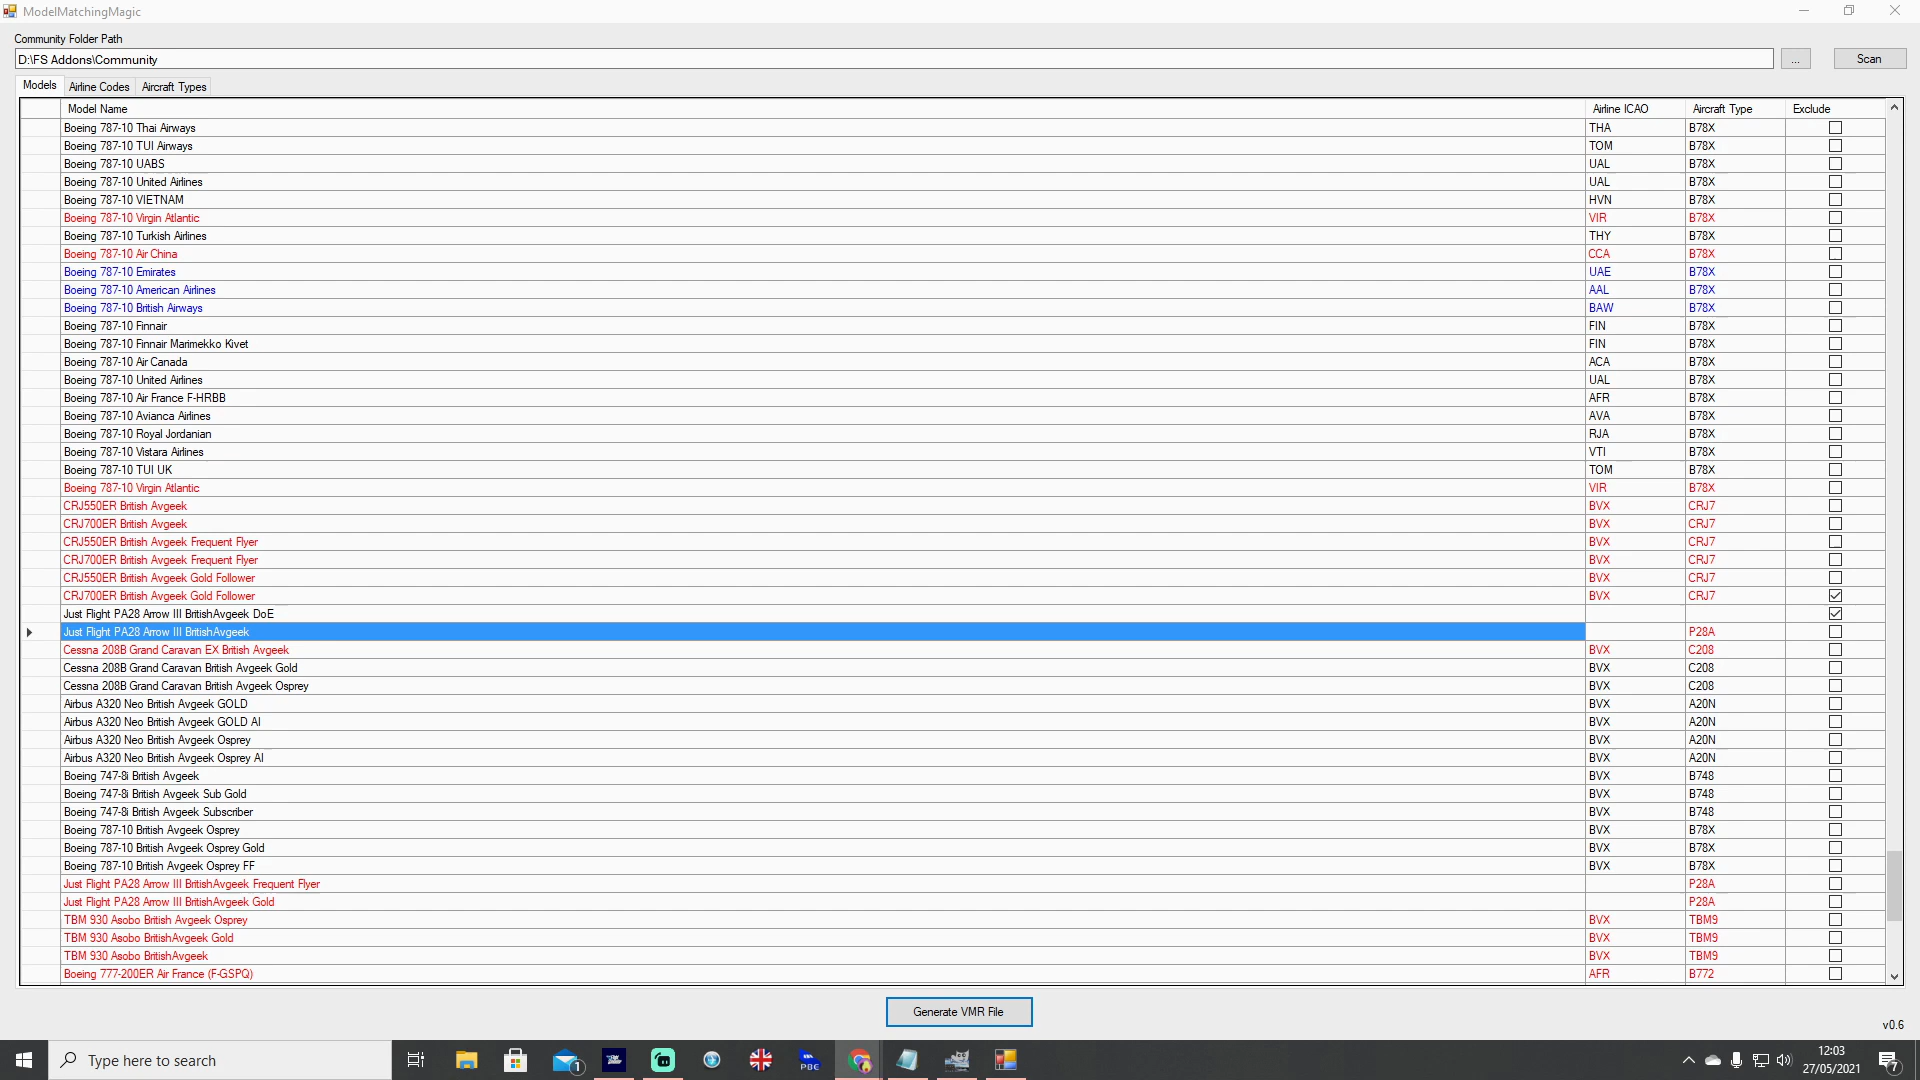 ModelMatchingMagic
Community Folder Path
D:\FS Addons\Community
...
Scan
Models Airline Codes Aircraft Types
Model Name Airline ICAO Aircraft Type Exclude
Boeing 787-10 Thai Airways THA B78X
Boeing 787-10 TUI Airways TOM B78X
Boeing 787-10 UABS UAL B78X
Boeing 787-10 United Airlines UAL B78X
Boeing 787-10 VIETNAM HVN B78X
Boeing 787-10 Virgin Atlantic VIR B78X
Boeing 787-10 Turkish Airlines THY B78X
Boeing 787-10 Air China CCA B78X
Boeing 787-10 Emirates UAE B78X
Boeing 787-10 American Airlines AAL B78X
Boeing 787-10 British Airways BAW B78X
Boeing 787-10 Finnair FIN B78X
Boeing 787-10 Finnair Marimekko Kivet FIN B78X
Boeing 787-10 Air Canada ACA B78X
Boeing 787-10 United Airlines UAL B78X
Boeing 787-10 Air France F-HRBB AFR B78X
Boeing 787-10 Avianca Airlines AVA B78X
Boeing 787-10 Royal Jordanian RJA B78X
Boeing 787-10 Vistara Airlines VTI B78X
Boeing 787-10 TUI UK TOM B78X
Boeing 787-10 Virgin Atlantic VIR B78X
CRJ550ER British Avgeek BVX CRJ7
CRJ700ER British Avgeek BVX CRJ7
CRJ550ER British Avgeek Frequent Flyer BVX CRJ7
CRJ700ER British Avgeek Frequent Flyer BVX CRJ7
CRJ550ER British Avgeek Gold Follower BVX CRJ7
CRJ700ER British Avgeek Gold Follower BVX CRJ7
Just Flight PA28 Arrow III BritishAvgeek DoE
Just Flight PA28 Arrow III BritishAvgeek P28A
Cessna 208B Grand Caravan EX British Avgeek BVX C208
Cessna 208B Grand Caravan British Avgeek Gold BVX C208
Cessna 208B Grand Caravan British Avgeek Osprey BVX C208
Airbus A320 Neo British Avgeek GOLD BVX A20N
Airbus A320 Neo British Avgeek GOLD AI BVX A20N
Airbus A320 Neo British Avgeek Osprey BVX A20N
Airbus A320 Neo British Avgeek Osprey AI BVX A20N
Boeing 747-8i British Avgeek BVX B748
Boeing 747-8i British Avgeek Sub Gold BVX B748
Boeing 747-8i British Avgeek Subscriber BVX B748
Boeing 787-10 British Avgeek Osprey BVX B78X
Boeing 787-10 British Avgeek Osprey Gold BVX B78X
Boeing 787-10 British Avgeek Osprey FF BVX B78X
Just Flight PA28 Arrow III BritishAvgeek Frequent Flyer P28A
Just Flight PA28 Arrow III BritishAvgeek Gold P28A
TBM 930 Asobo British Avgeek Osprey BVX TBM9
TBM 930 Asobo BritishAvgeek Gold BVX TBM9
TBM 930 Asobo BritishAvgeek BVX TBM9
Boeing 777-200ER Air France (F-GSPQ) AFR B772
Generate VMR File
v0.6
Type here to search
1
POC
12:03
27/05/2021
7